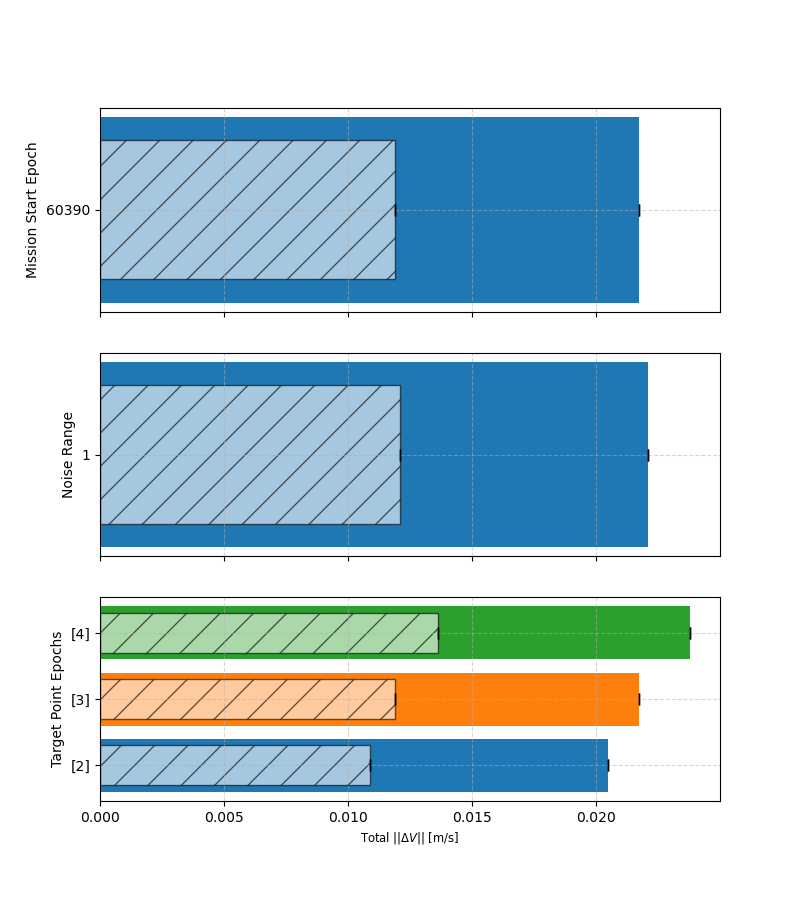 Mission Start Epoch
60390
Noise Range
1
Target Point Epochs
[4]
[3]
[2]
0.000 0.005 0.010 0.015 0.020
Total ||ΔV|| [m/s]